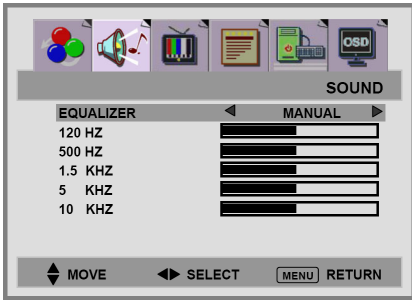 OSD
SOUND
EQUALIZER MANUAL
120 HZ
500 HZ
1.5 KHZ
5 KHZ
10 KHZ
MOVE SELECT MENU RETURN